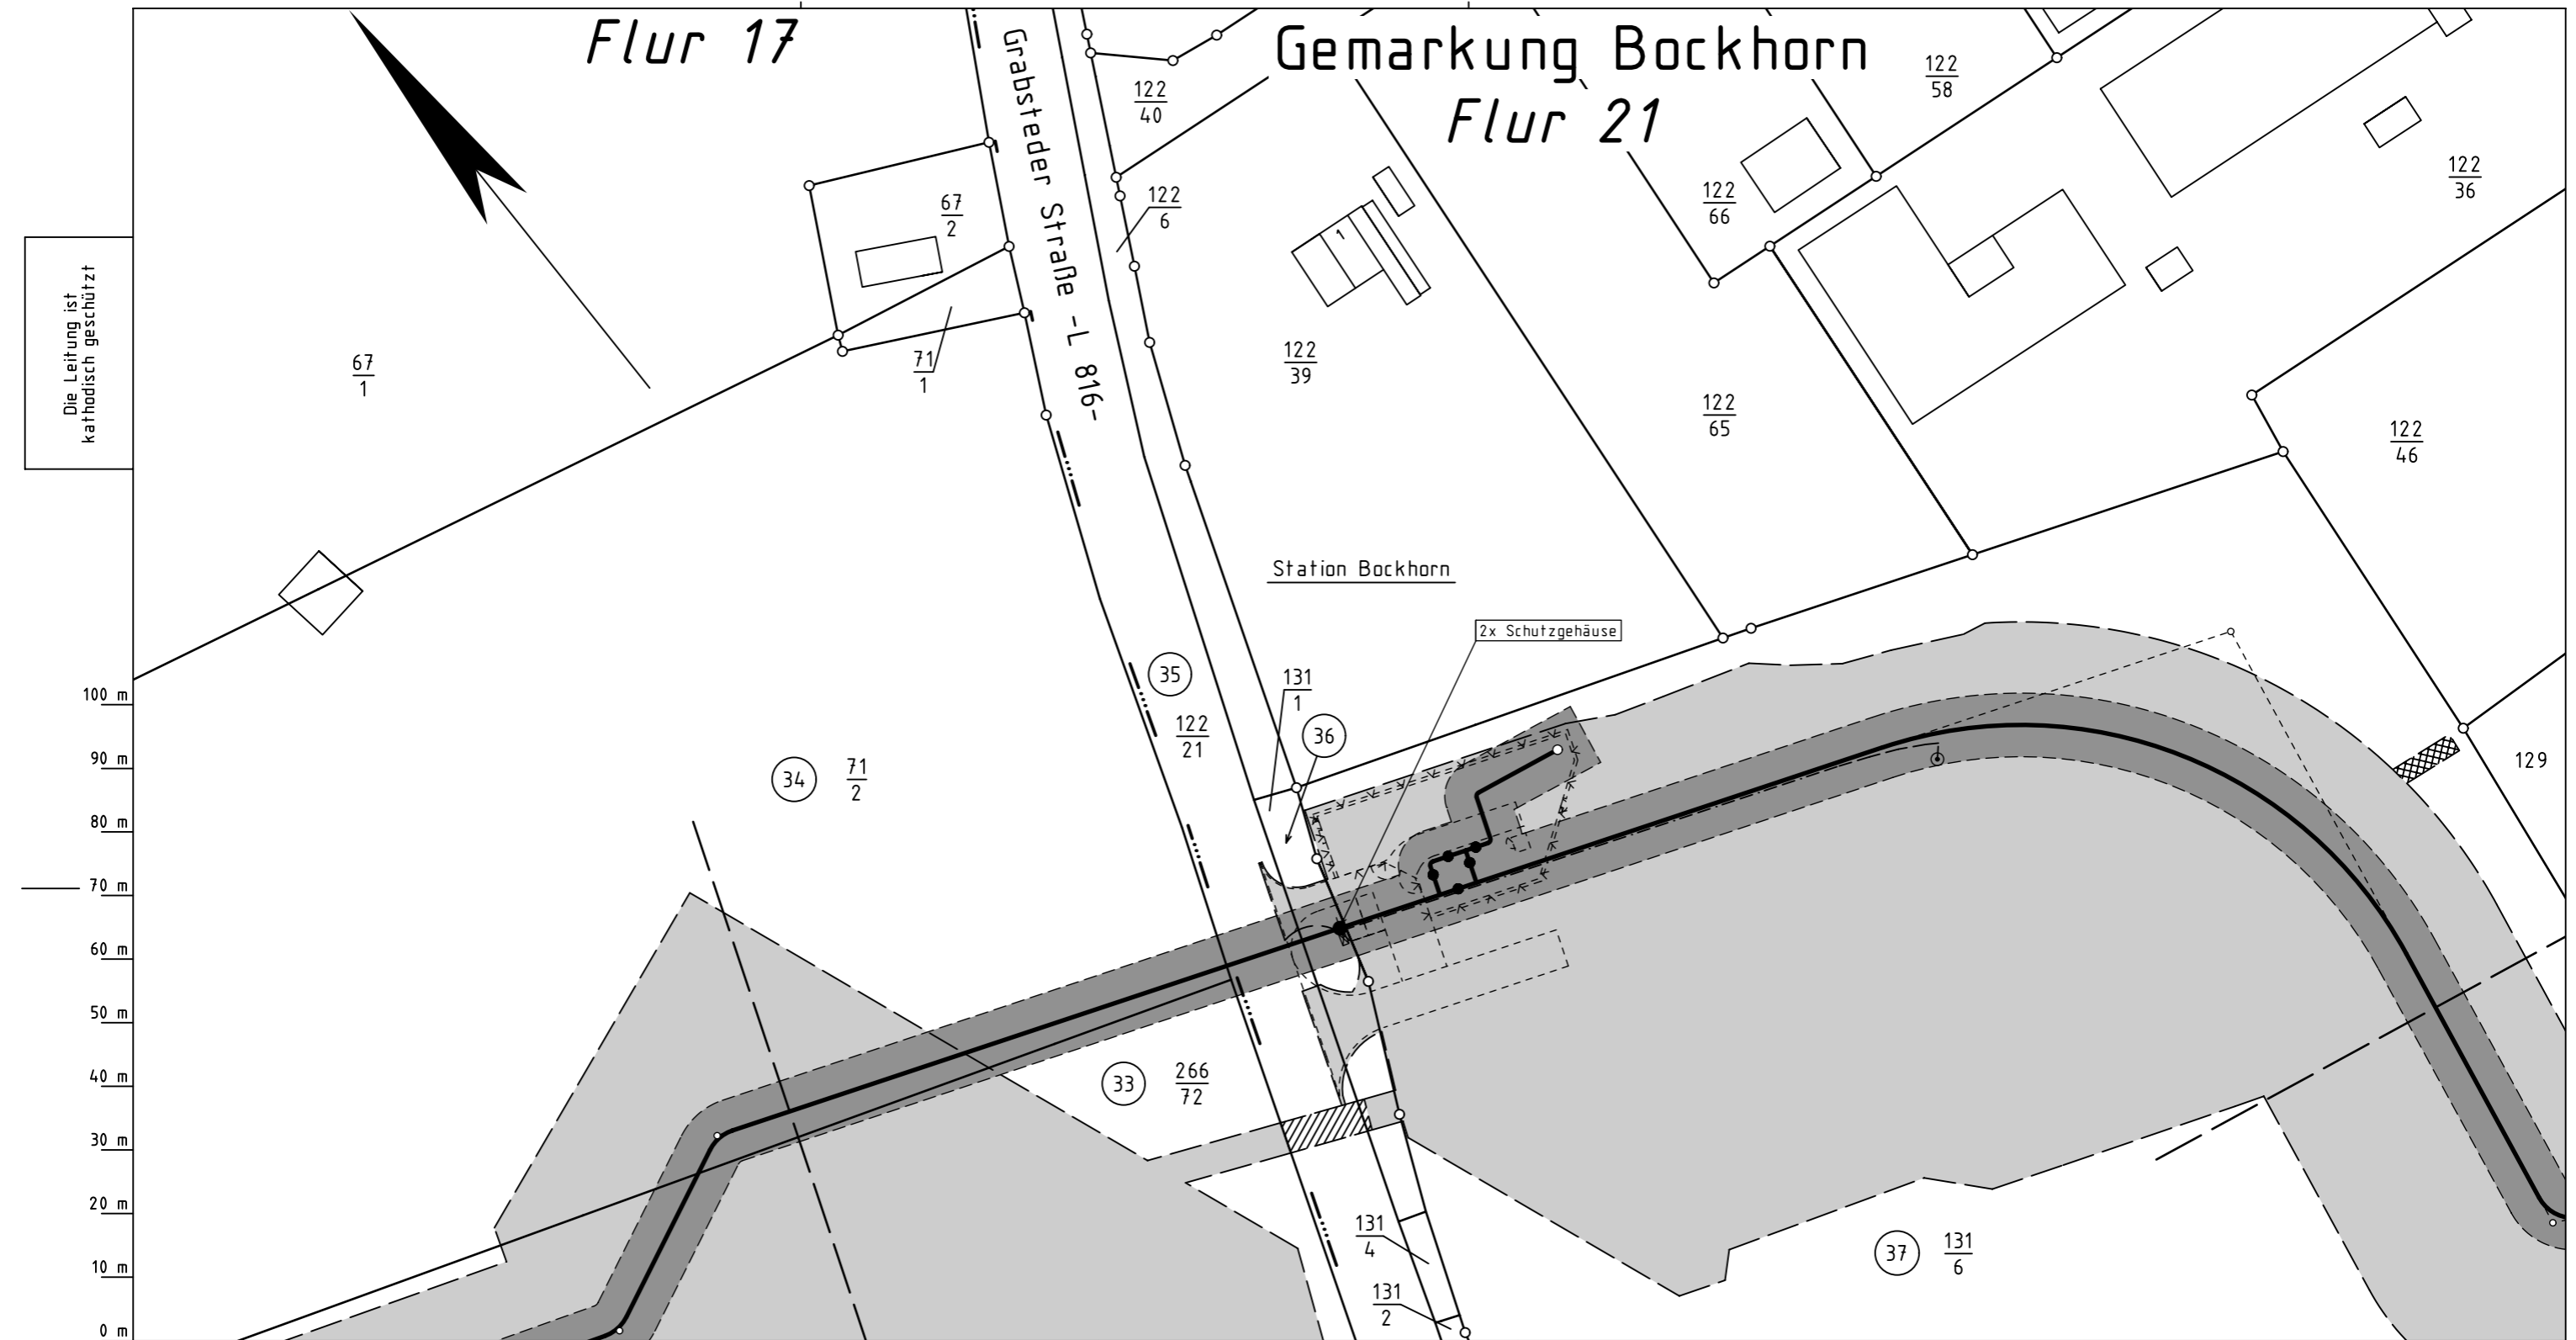 Flur 17
Gemarkung Bockhorn
Flur 21
Grabsteder Straße -L 816-
122
40
122
58
122
66
122
36
67
2
122
6
1
Die Leitung ist
kathodisch geschützt
67
1
71
1
122
39
122
65
122
46
Station Bockhorn
2x Schutzgehäuse
35
131
1
122
21
36
34
71
2
129
100 m
90 m
80 m
70 m
60 m
50 m
40 m
30 m
20 m
10 m
0 m
33
266
72
131
4
37
131
6
131
2